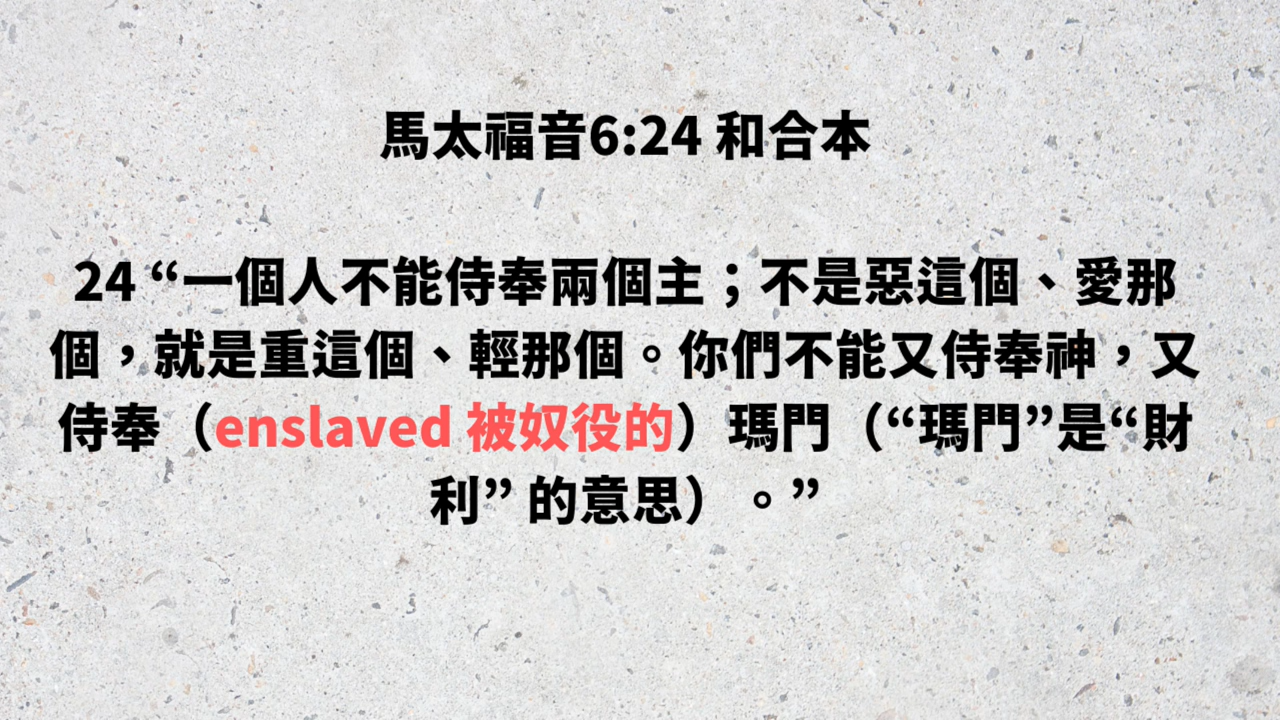 馬太福音6:24 和合本
24 “一個人不能侍奉兩個主；不是惡這個、愛那
個，就是重這個、輕那個。你們不能又侍奉神，又
侍奉（enslaved 被奴役的）瑪門（“瑪門”是“財
利” 的意思）。”